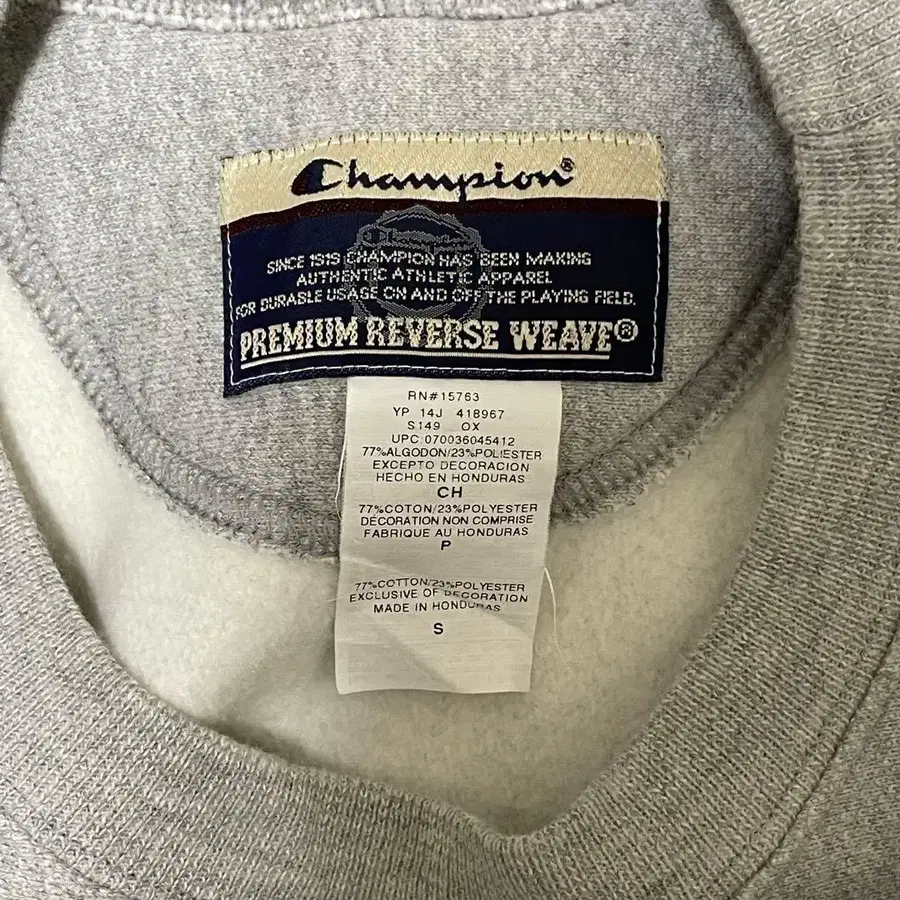 Champion®
SINCE 1919 CHAMPION HAS BEEN MAKING
AUTHENTIC ATHLETIC APPAREL
FOR DURABLE USAGE ON AND OFF THE PLAYING FIELD.
PREMIUM REVERSE WEAVE®
RN#15763
YP 14J 418967
S149 OX
UPC:070036045412
77%ALGODON/23%POLIESTER
EXCEPTO DECORACION
HECHO EN HONDURAS
CH
77%COTON/23%POLYESTER
DÉCORATION NON COMPRISE
FABRIQUE AU HONDURAS
P
77%COTTON/23%POLYESTER
EXCLUSIVE OF DECORATION
MADE IN HONDURAS
S